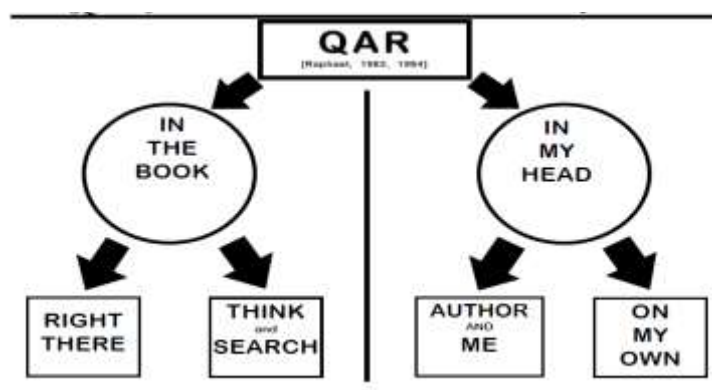 QAR
[Raphael, 1982, 1984]
IN
THE
BOOK
IN
MY
HEAD
RIGHT
THERE
THINK
and
SEARCH
AUTHOR
AND
ME
ON
MY
OWN